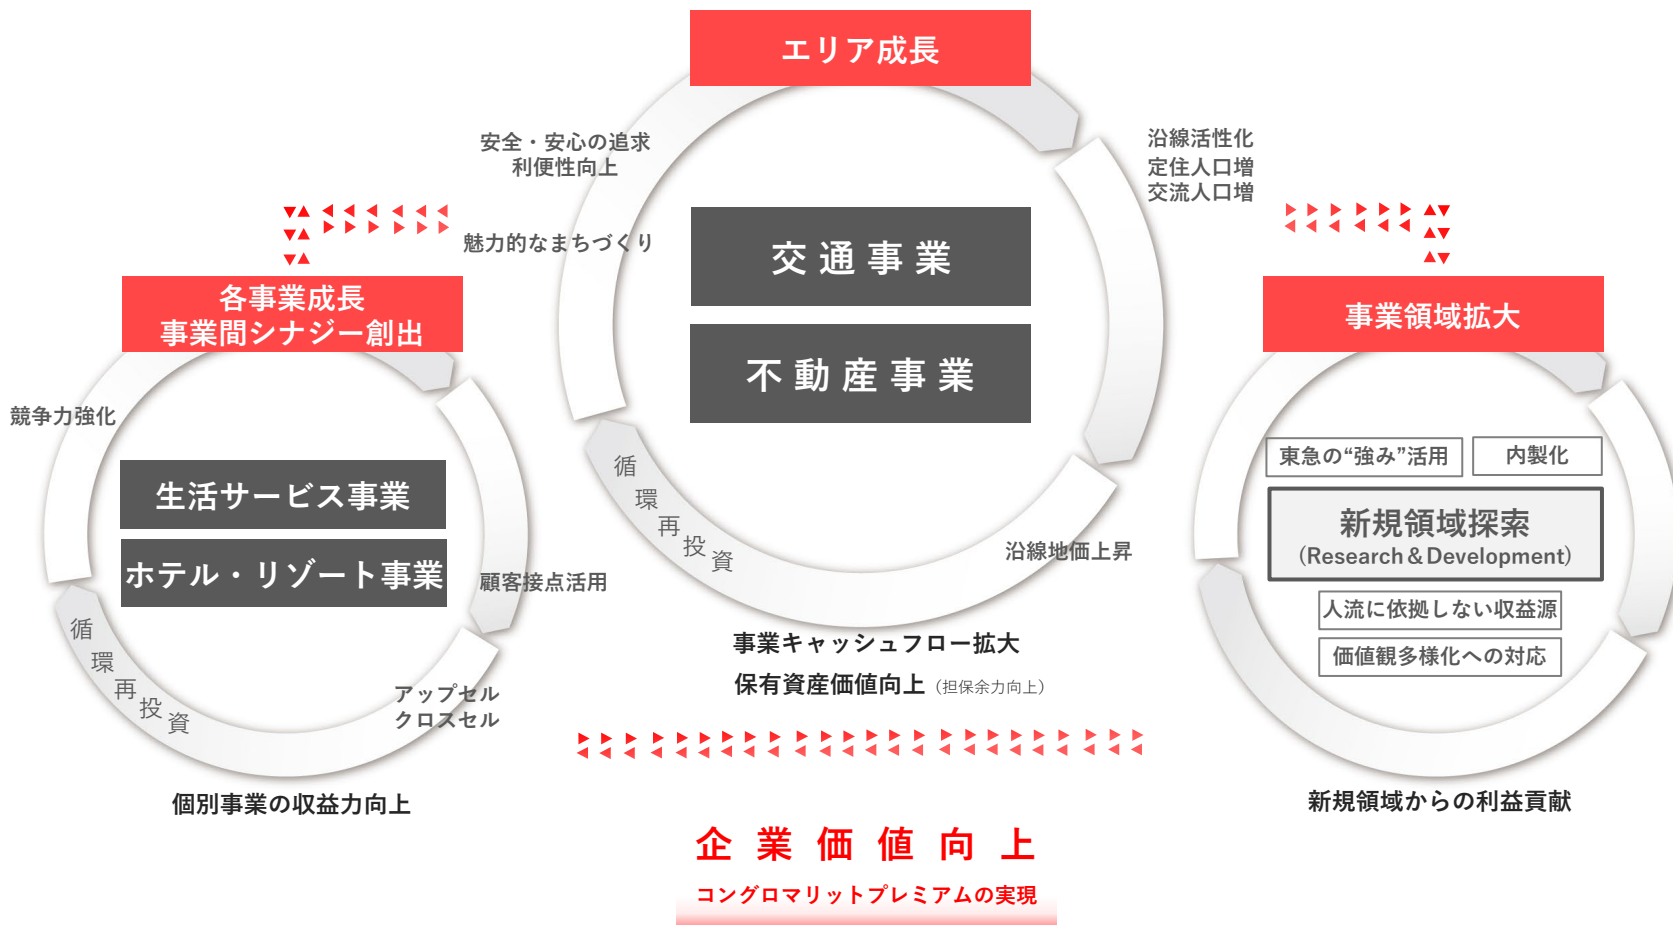 エリア成長
安全・安心の追求
利便性向上
魅力的なまちづくり
沿線活性化
定住人口増
交流人口増
交通事業
不動産事業
循環再投資
沿線地価上昇
事業キャッシュフロー拡大
保有資産価値向上（担保余力向上）
各事業成長
事業間シナジー創出
競争力強化
生活サービス事業
ホテル・リゾート事業
顧客接点活用
循環再投資
アップセル
クロスセル
個別事業の収益力向上
事業領域拡大
東急の“強み”活用
内製化
新規領域探索
(Research＆Development)
人流に依拠しない収益源
価値観多様化への対応
新規領域からの利益貢献
企業価値向上
コングロマリットプレミアムの実現